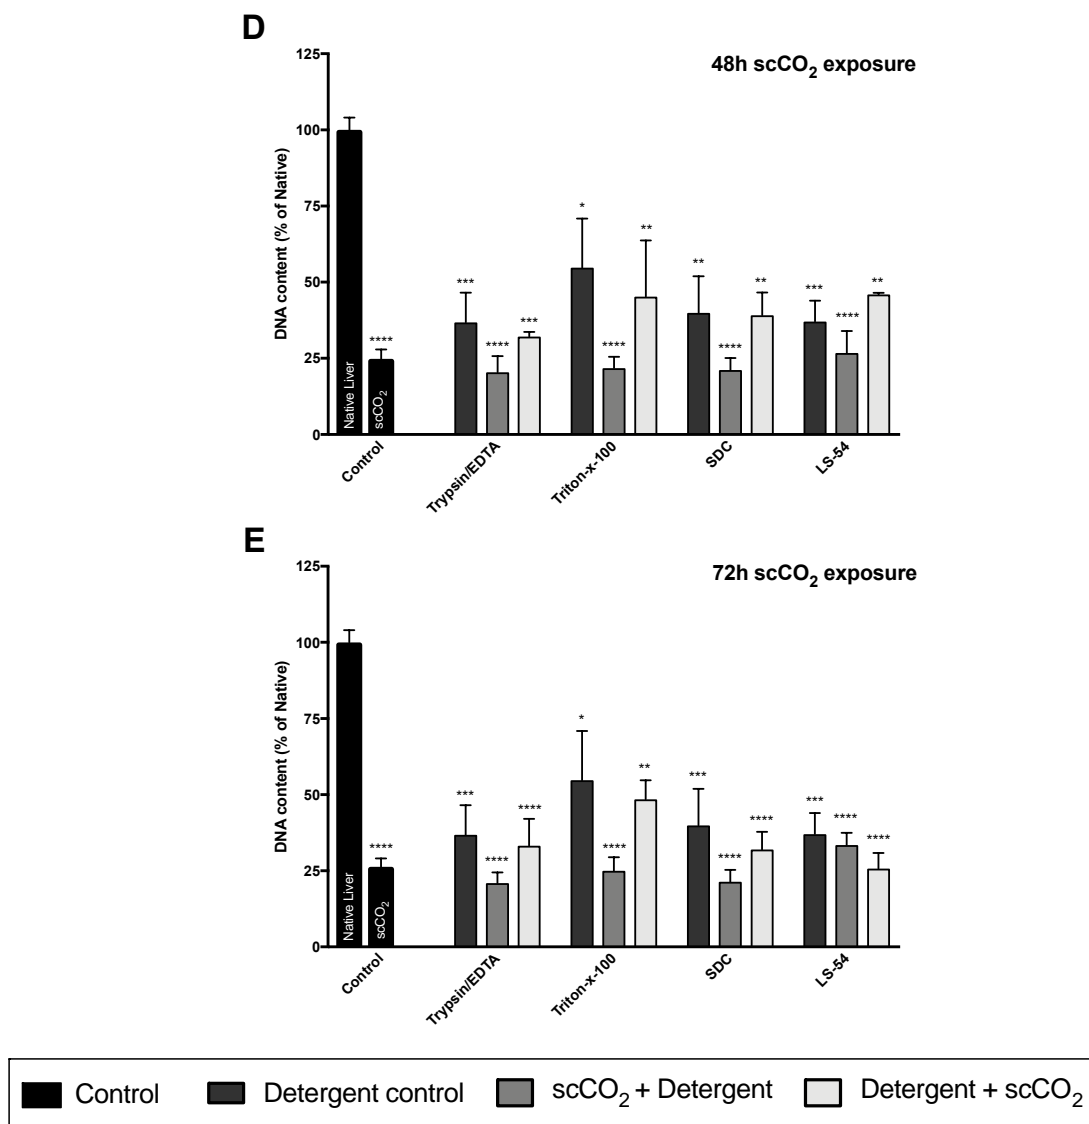 D
48h scCO₂ exposure
DNA content (% of Native)
125
100
75
50
25
0
Native Liver
scCO₂
****
***
****
***
*
****
**
**
****
**
***
****
**
Control
Trypsin/EDTA
Triton-x-100
SDC
LS-54
E
72h scCO₂ exposure
DNA content (% of Native)
125
100
75
50
25
0
Native Liver
scCO₂
****
***
****
****
*
****
**
***
****
****
***
****
****
Control
Trypsin/EDTA
Triton-x-100
SDC
LS-54
Control
Detergent control
scCO₂ + Detergent
Detergent + scCO₂